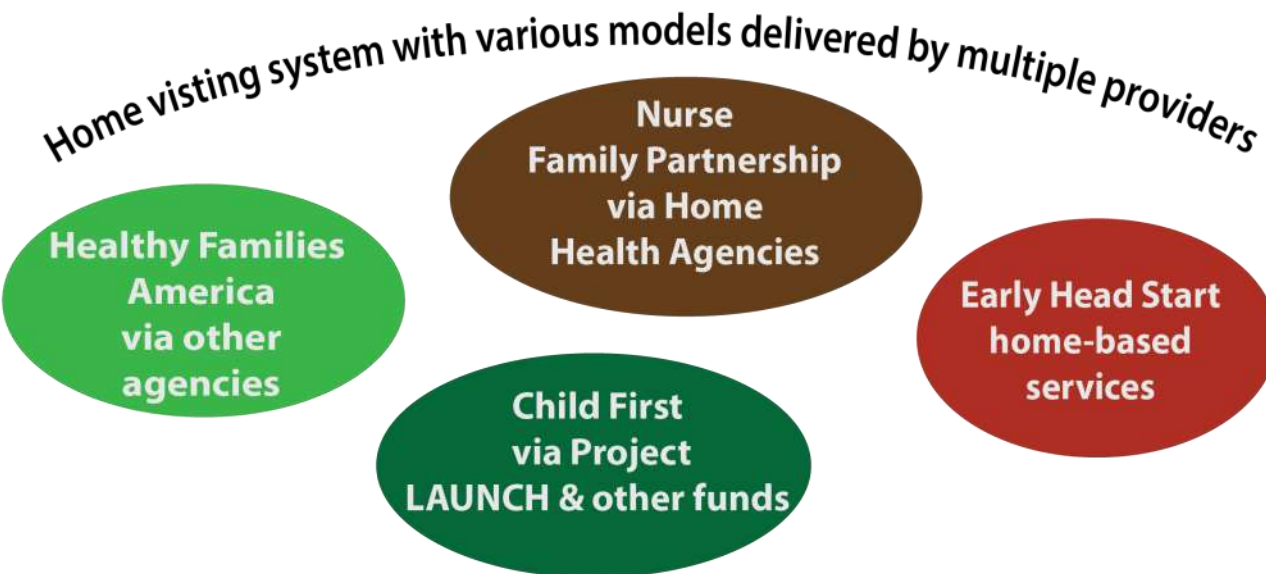 Home visting system with various models delivered by multiple providers
Nurse
Family Partnership
via Home
Health Agencies
Healthy Families
America
via other
agencies
Early Head Start
home-based
services
Child First
via Project
LAUNCH & other funds